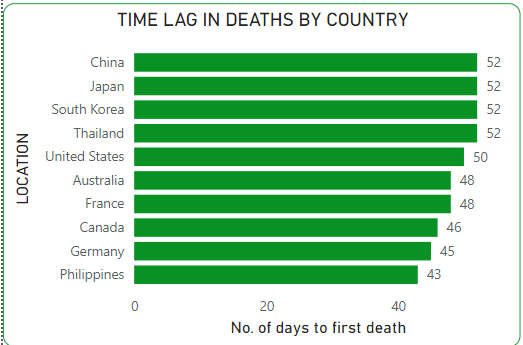 TIME LAG IN DEATHS BY COUNTRY
LOCATION
China 52
Japan 52
South Korea 52
Thailand 52
United States 50
Australia 48
France 48
Canada 46
Germany 45
Philippines 43
0 20 40
No. of days to first death